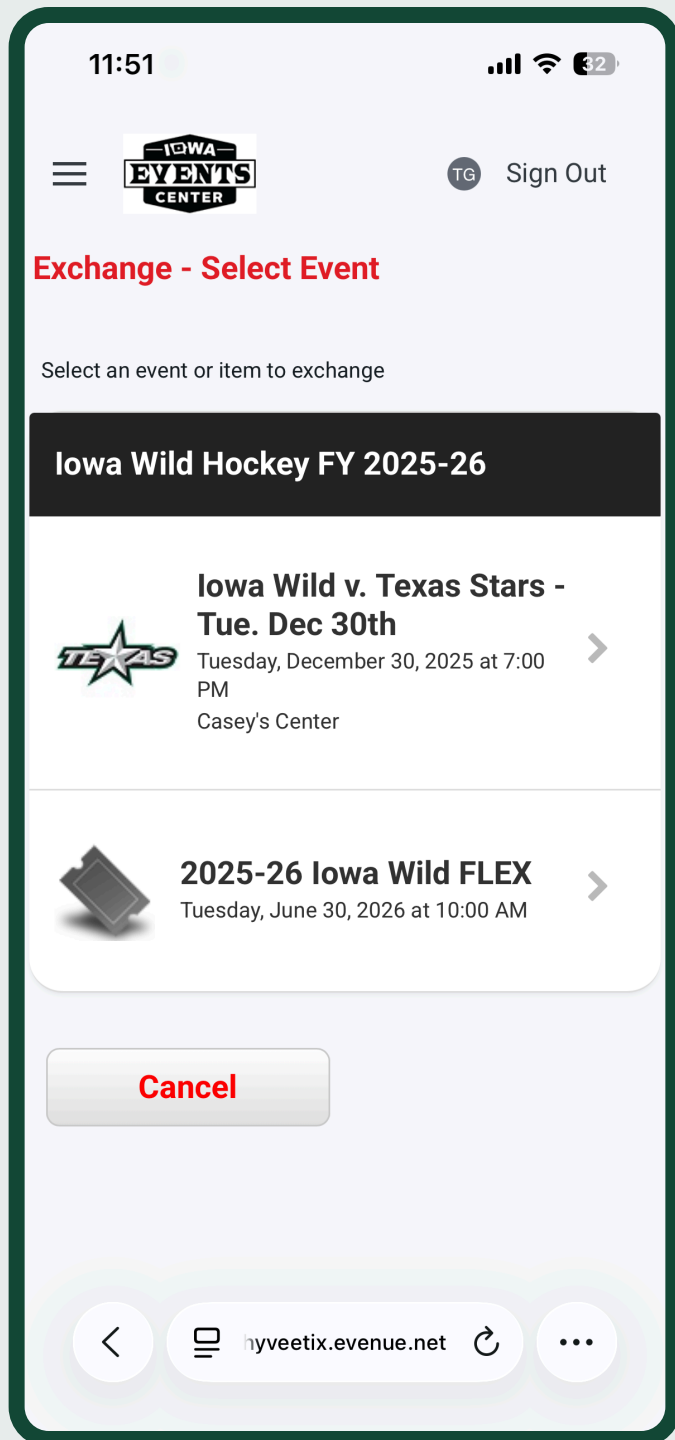 11:51
32
IOWA
EVENTS
CENTER
TG
Sign Out
Exchange - Select Event
Select an event or item to exchange
Iowa Wild Hockey FY 2025-26
TEXAS
Iowa Wild v. Texas Stars -
Tue. Dec 30th
Tuesday, December 30, 2025 at 7:00
PM
Casey's Center
2025-26 Iowa Wild FLEX
Tuesday, June 30, 2026 at 10:00 AM
Cancel
hyveetix.evenue.net